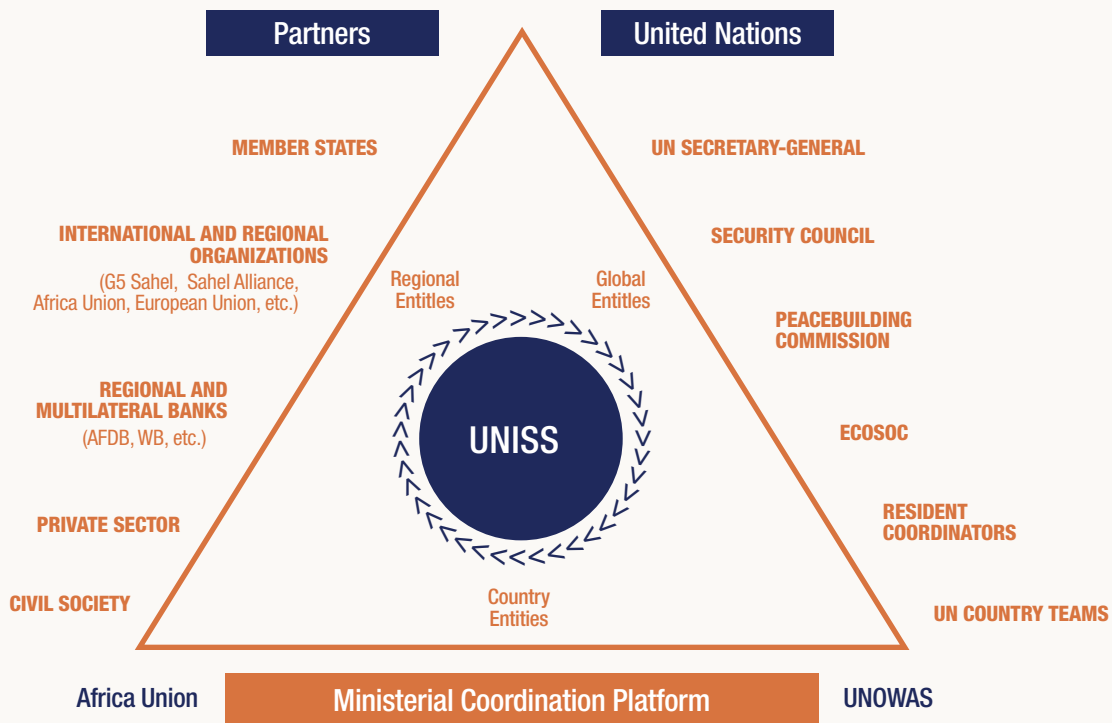 Partners
United Nations
MEMBER STATES
INTERNATIONAL AND REGIONAL
ORGANIZATIONS
(G5 Sahel, Sahel Alliance,
Africa Union, European Union, etc.)
REGIONAL AND
MULTILATERAL BANKS
(AFDB, WB, etc.)
PRIVATE SECTOR
CIVIL SOCIETY
Regional
Entitles
Global
Entitles
UNISS
Country
Entities
UN SECRETARY-GENERAL
SECURITY COUNCIL
PEACEBUILDING
COMMISSION
ECOSOC
RESIDENT
COORDINATORS
UN COUNTRY TEAMS
Africa Union
Ministerial Coordination Platform
UNOWAS